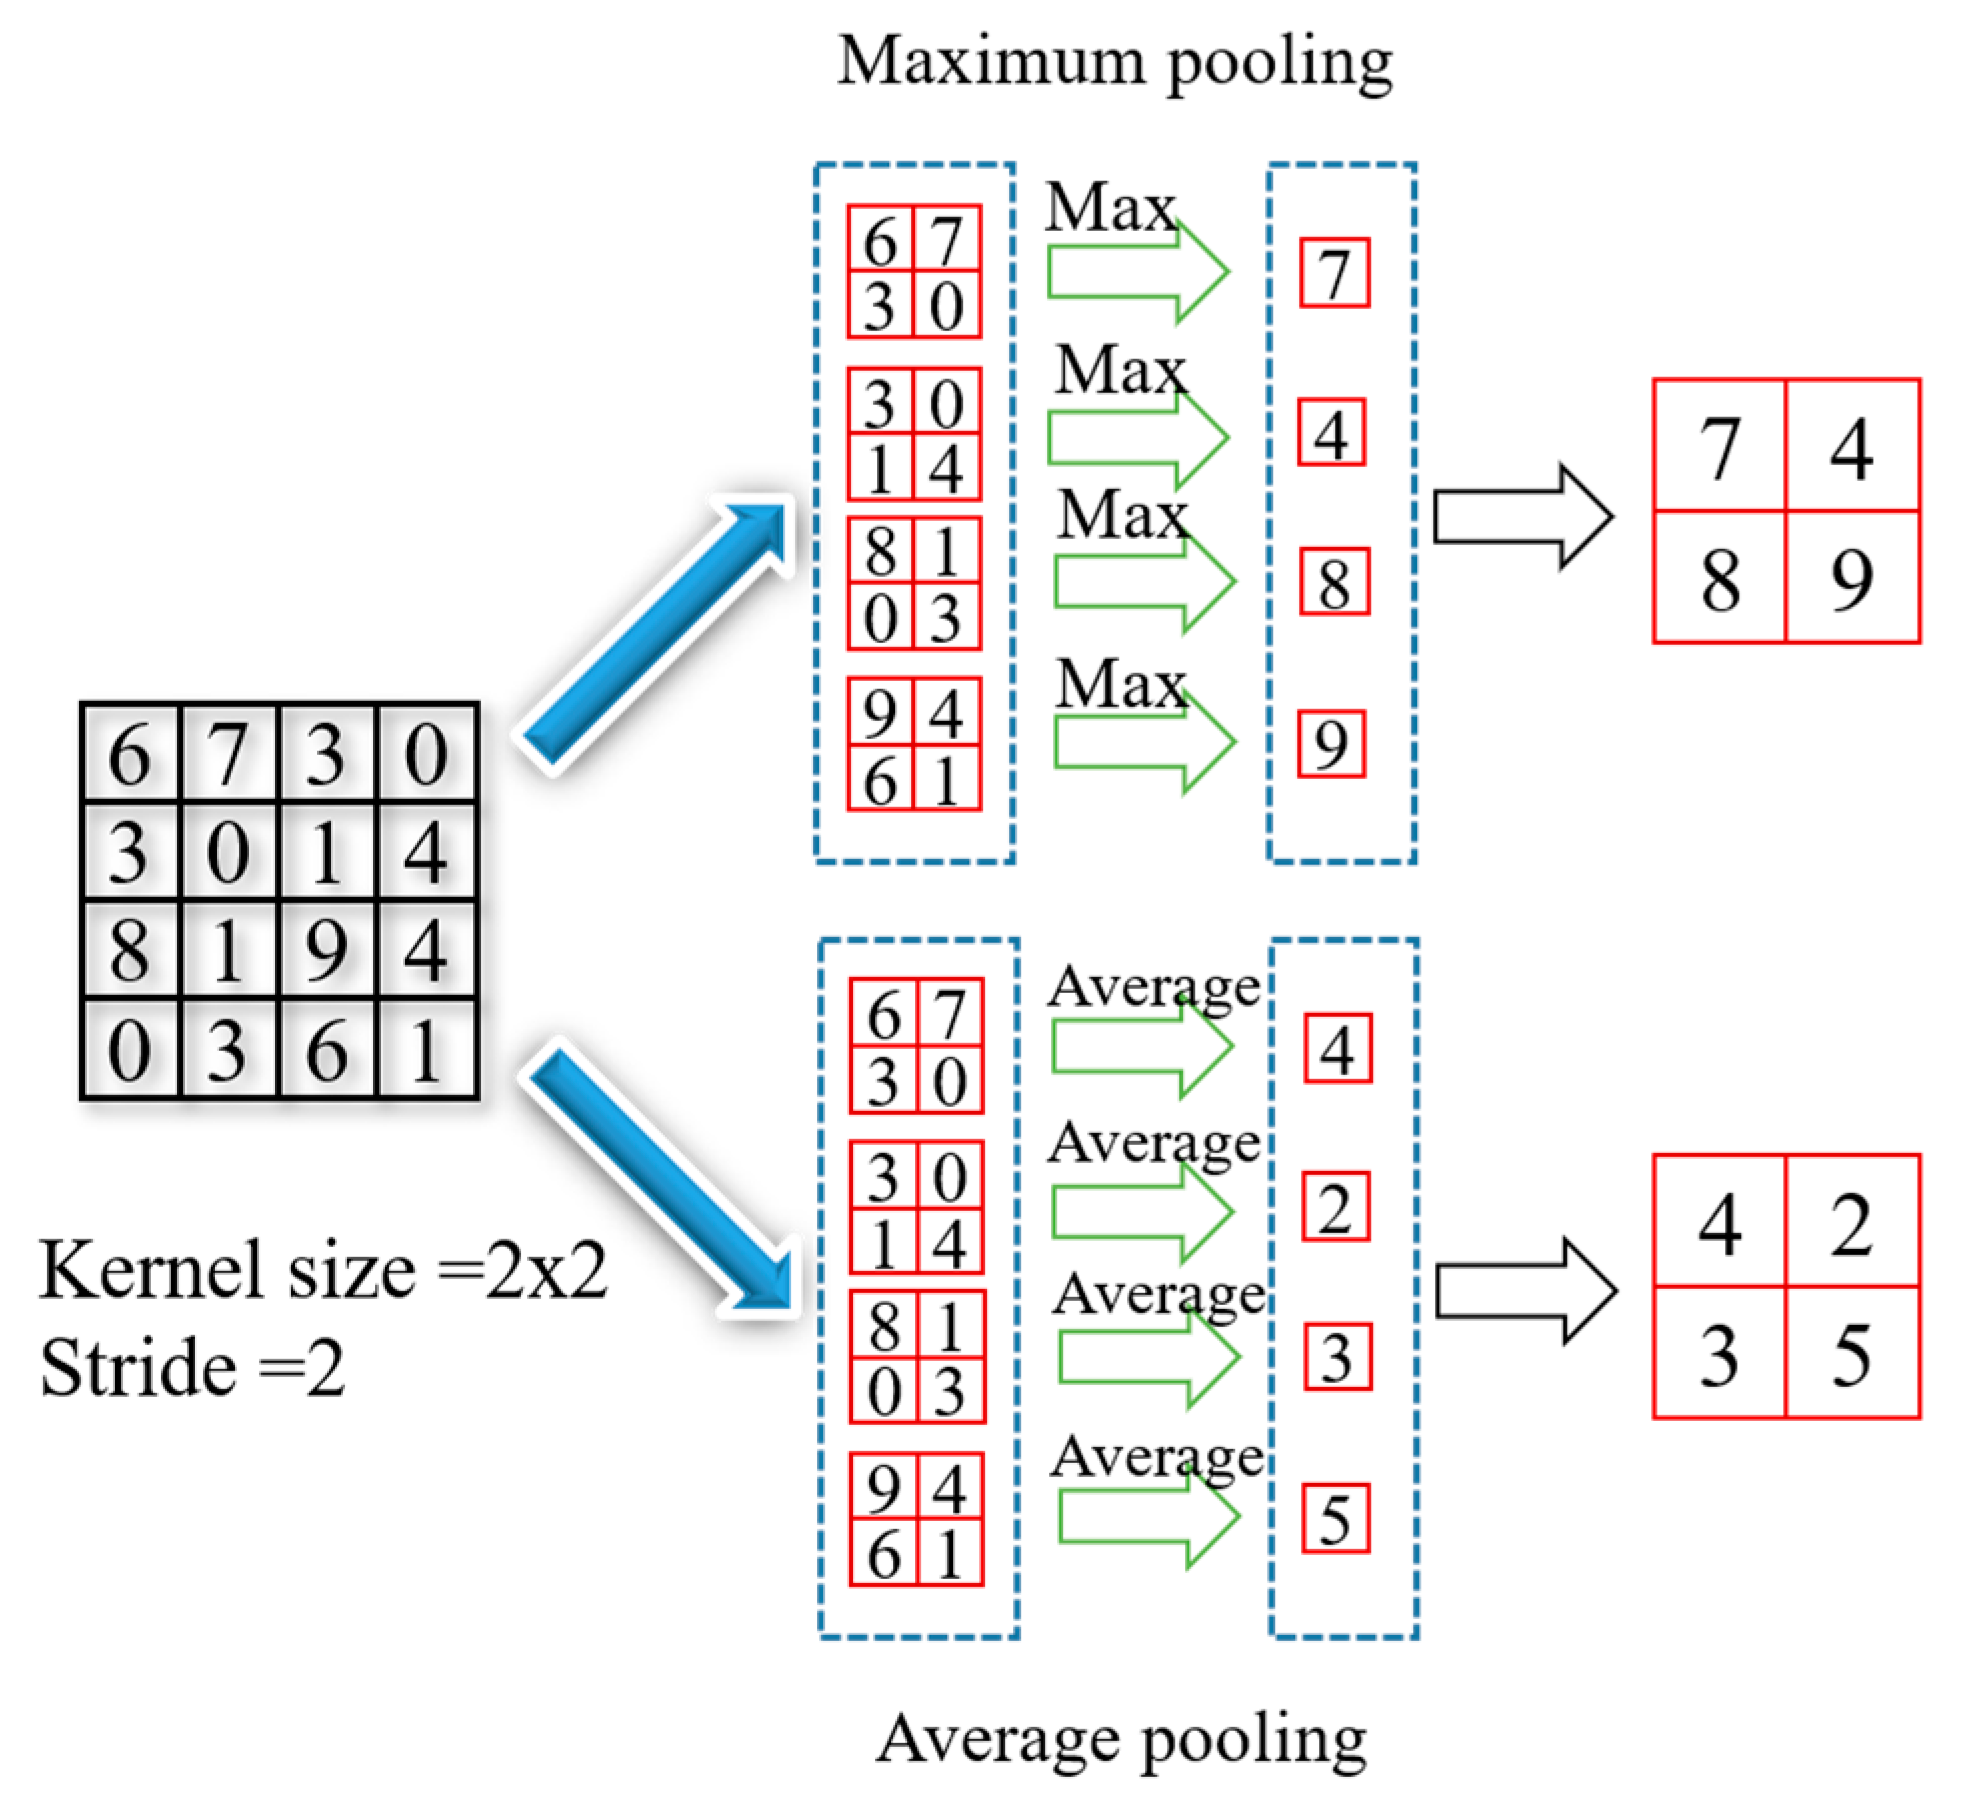 Maximum pooling
6 7
3 0
Max
7
3 0
1 4
Max
4
8 1
0 3
Max
8
9 4
6 1
Max
9
7 4
8 9
6 7 3 0
3 0 1 4
8 1 9 4
0 3 6 1
Kernel size =2x2
Stride =2
6 7
3 0
Average
4
3 0
1 4
Average
2
8 1
0 3
Average
3
9 4
6 1
Average
5
4 2
3 5
Average pooling